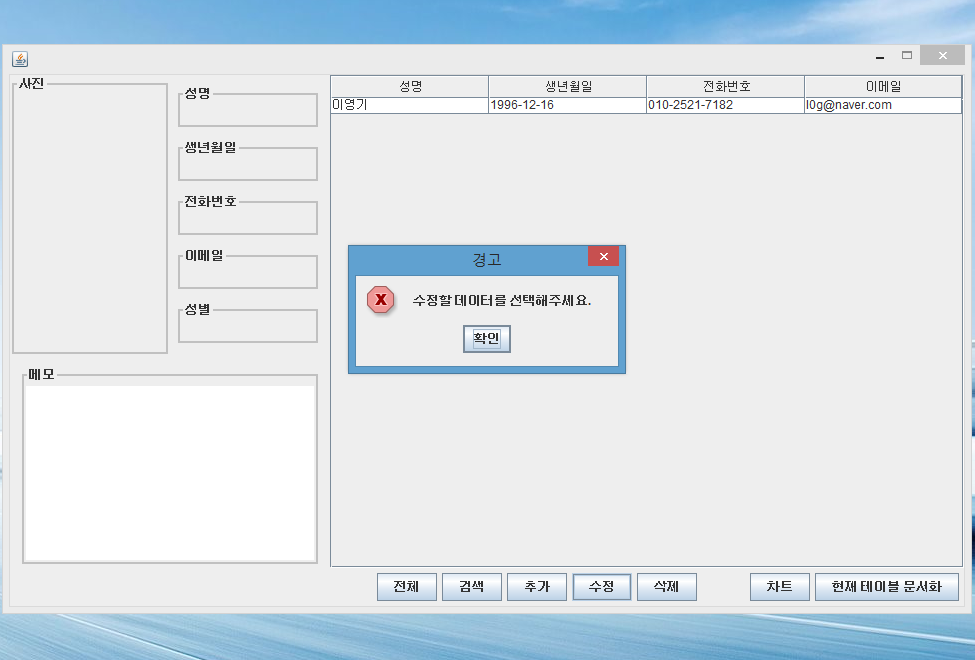 사진
성명
생년월일
전화번호
이메일
성별
메모
성명 생년월일 전화번호 이메일
이영기 1996-12-16 010-2521-7182 l0g@naver.com
경고
수정할 데이터를 선택해주세요.
확인
전체 검색 추가 수정 삭제 차트 현재 테이블 문서화